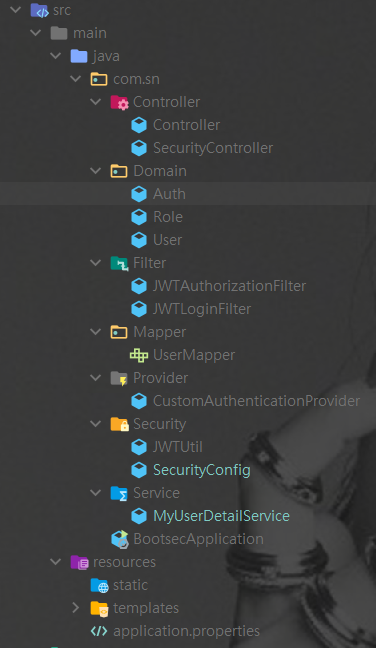 src
main
java
com.sn
Controller
Controller
SecurityController
Domain
Auth
Role
User
Filter
JWTAuthorizationFilter
JWTLoginFilter
Mapper
UserMapper
Provider
CustomAuthenticationProvider
Security
JWTUtil
SecurityConfig
Service
MyUserDetailService
BootsecApplication
resources
static
templates
application.properties